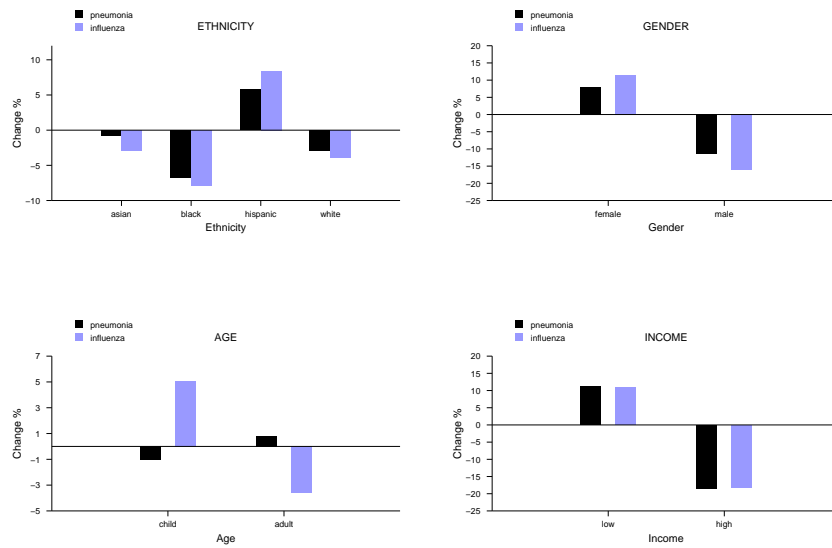 pneumonia
influenza
ETHNICITY
Change %
10
5
0
−5
−10
asian black hispanic white
Ethnicity
pneumonia
influenza
GENDER
Change %
20
15
10
5
0
−5
−10
−15
−20
−25
female male
Gender
pneumonia
influenza
AGE
Change %
7
5
3
1
−1
−3
−5
child adult
Age
pneumonia
influenza
INCOME
Change %
20
15
10
5
0
−5
−10
−15
−20
−25
low high
Income